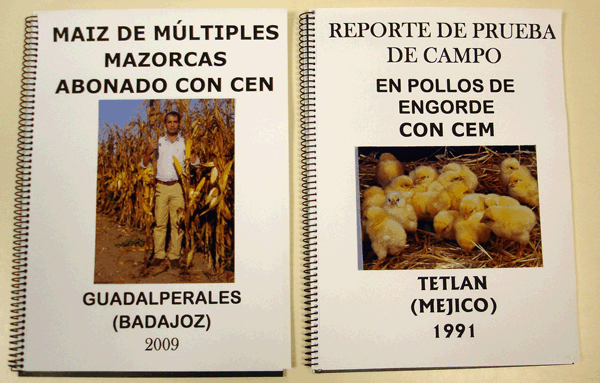 MAIZ DE MÚLTIPLES
MAZORCAS
ABONADO CON CEN
GUADALPERALES
(BADAJOZ)
2009
REPORTE DE PRUEBA
DE CAMPO
EN POLLOS DE
ENGORDE
CON CEM
TETLAN
(MEJICO)
1991